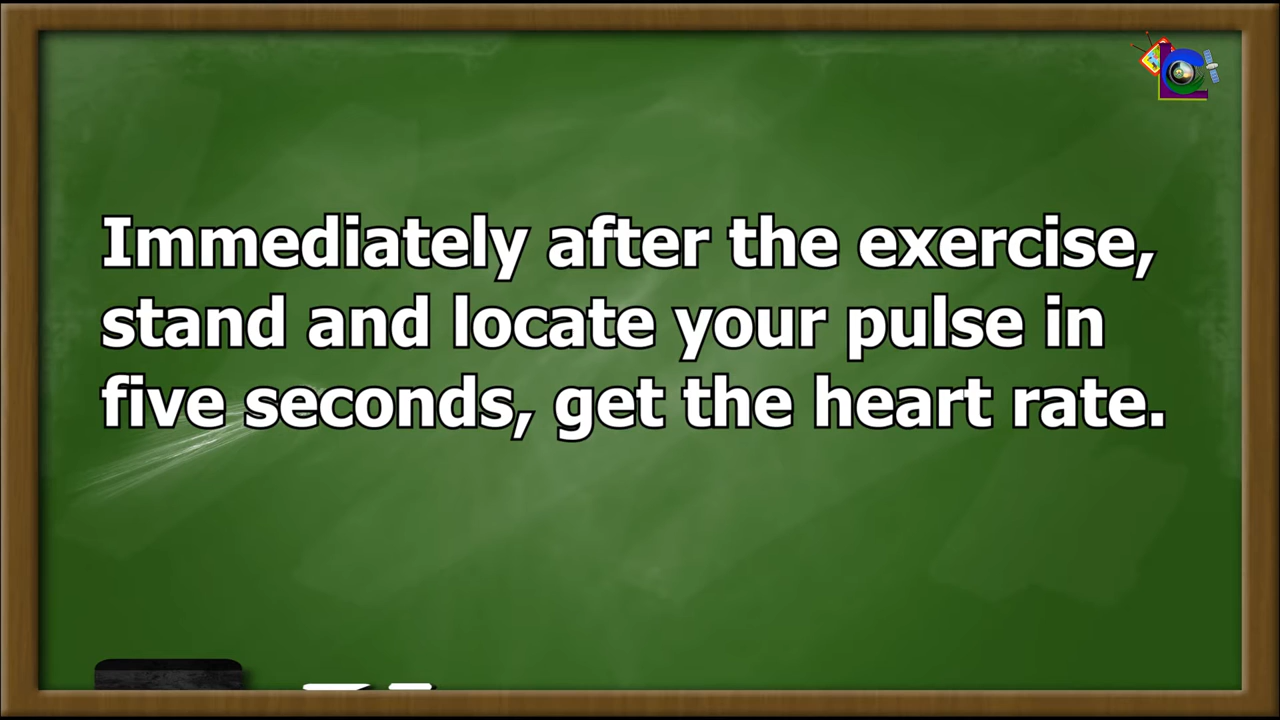 Immediately after the exercise,
stand and locate your pulse in
five seconds, get the heart rate.